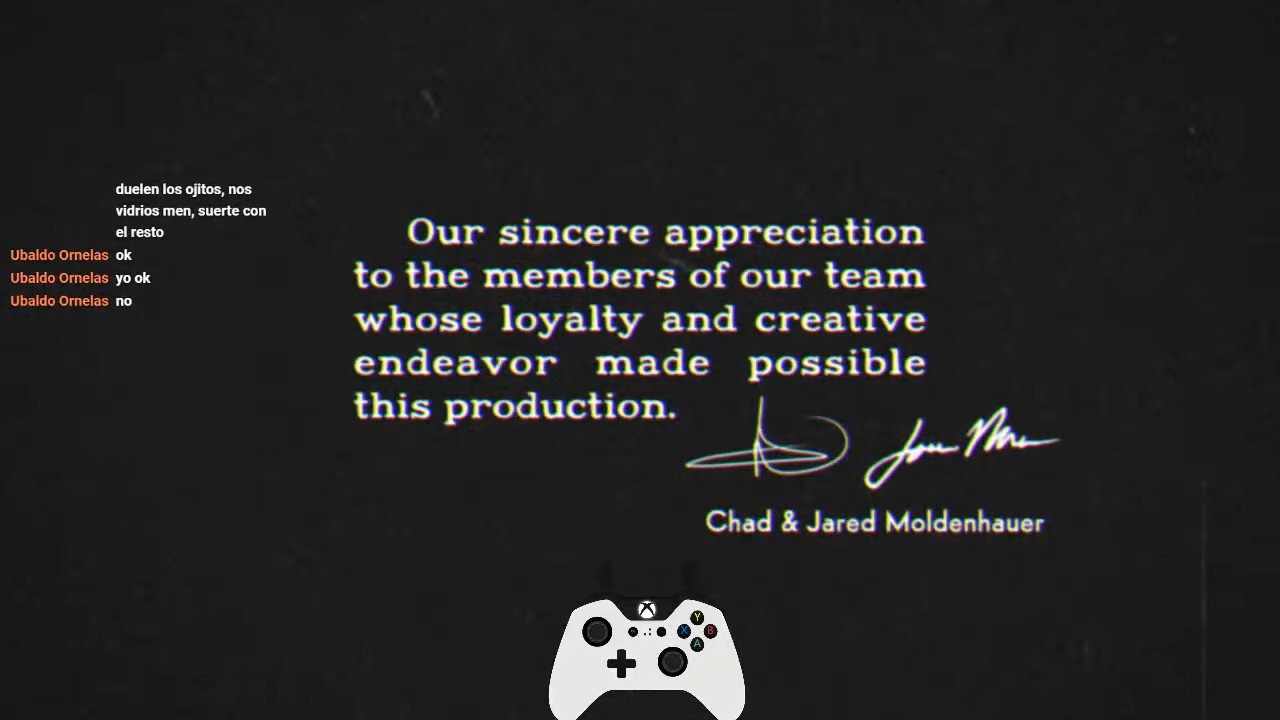 duelen los ojitos, nos
vidrios men, suerte con
el resto
Ubaldo Ornelas ok
Ubaldo Ornelas yo ok
Ubaldo Ornelas no
Our sincere appreciation
to the members of our team
whose loyalty and creative
endeavor made possible
this production.
Chad & Jared Moldenhauer
Y
X B
A